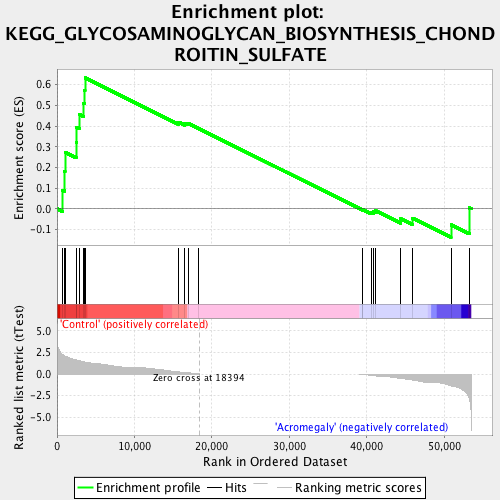 Enrichment plot:
KEGG_GLYCOSAMINOGLYCAN_BIOSYNTHESIS_CHOND
ROITIN_SULFATE
Enrichment score (ES)
0.6
0.5
0.4
0.3
0.2
0.1
0.0
-0.1
'Control' (positively correlated)
Ranked list metric (tTest)
5.0
2.5
0.0
-2.5
-5.0
Zero cross at 18394
'Acromegaly' (negatively correlated)
0 10,000 20,000 30,000 40,000 50,000
Rank in Ordered Dataset
Enrichment profile Hits Ranking metric scores